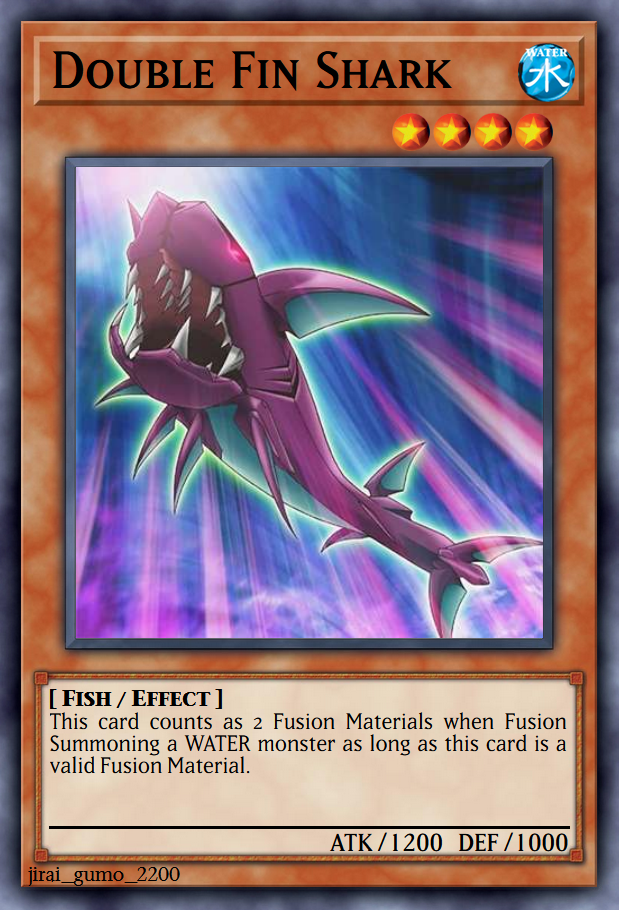 Double Fin Shark
WATER
水
[ Fish / Effect ]
This card counts as 2 Fusion Materials when Fusion
Summoning a WATER monster as long as this card is a
valid Fusion Material.
ATK/1200 DEF/1000
jirai_gumo_2200